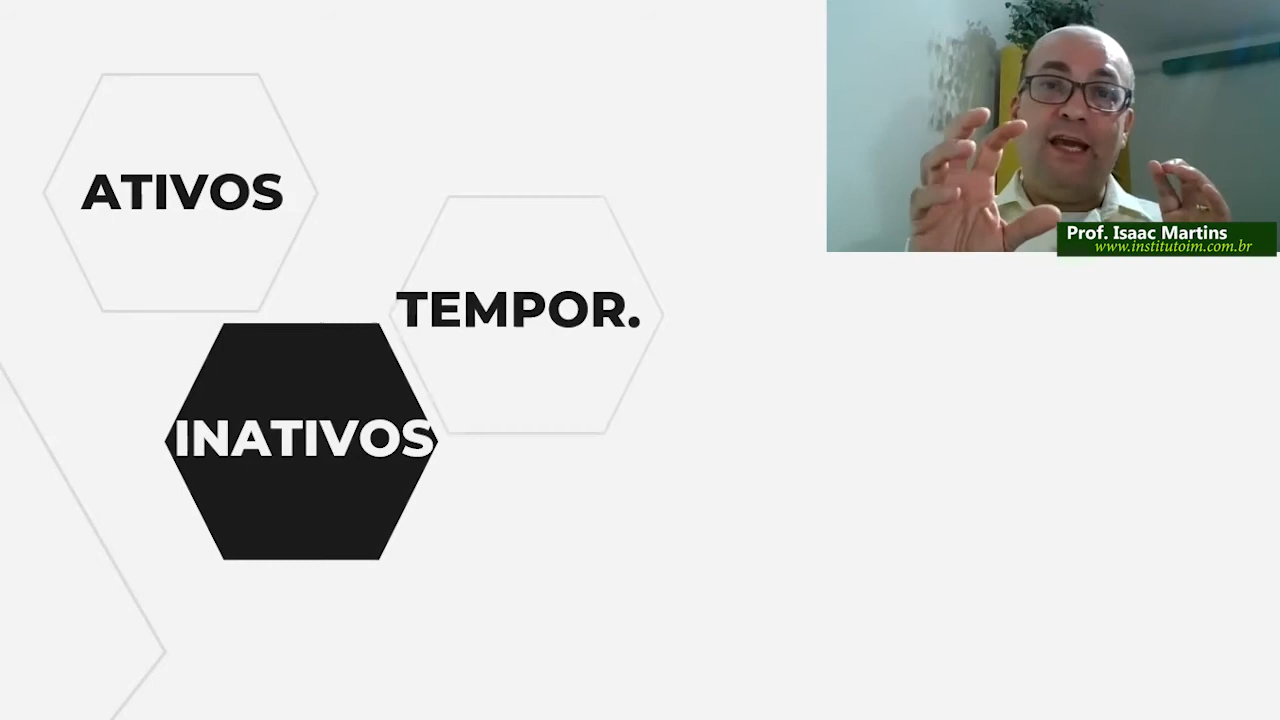 ATIVOS
TEMPOR.
INATIVOS
Prof. Isaac Martins
www.institutoim.com.br